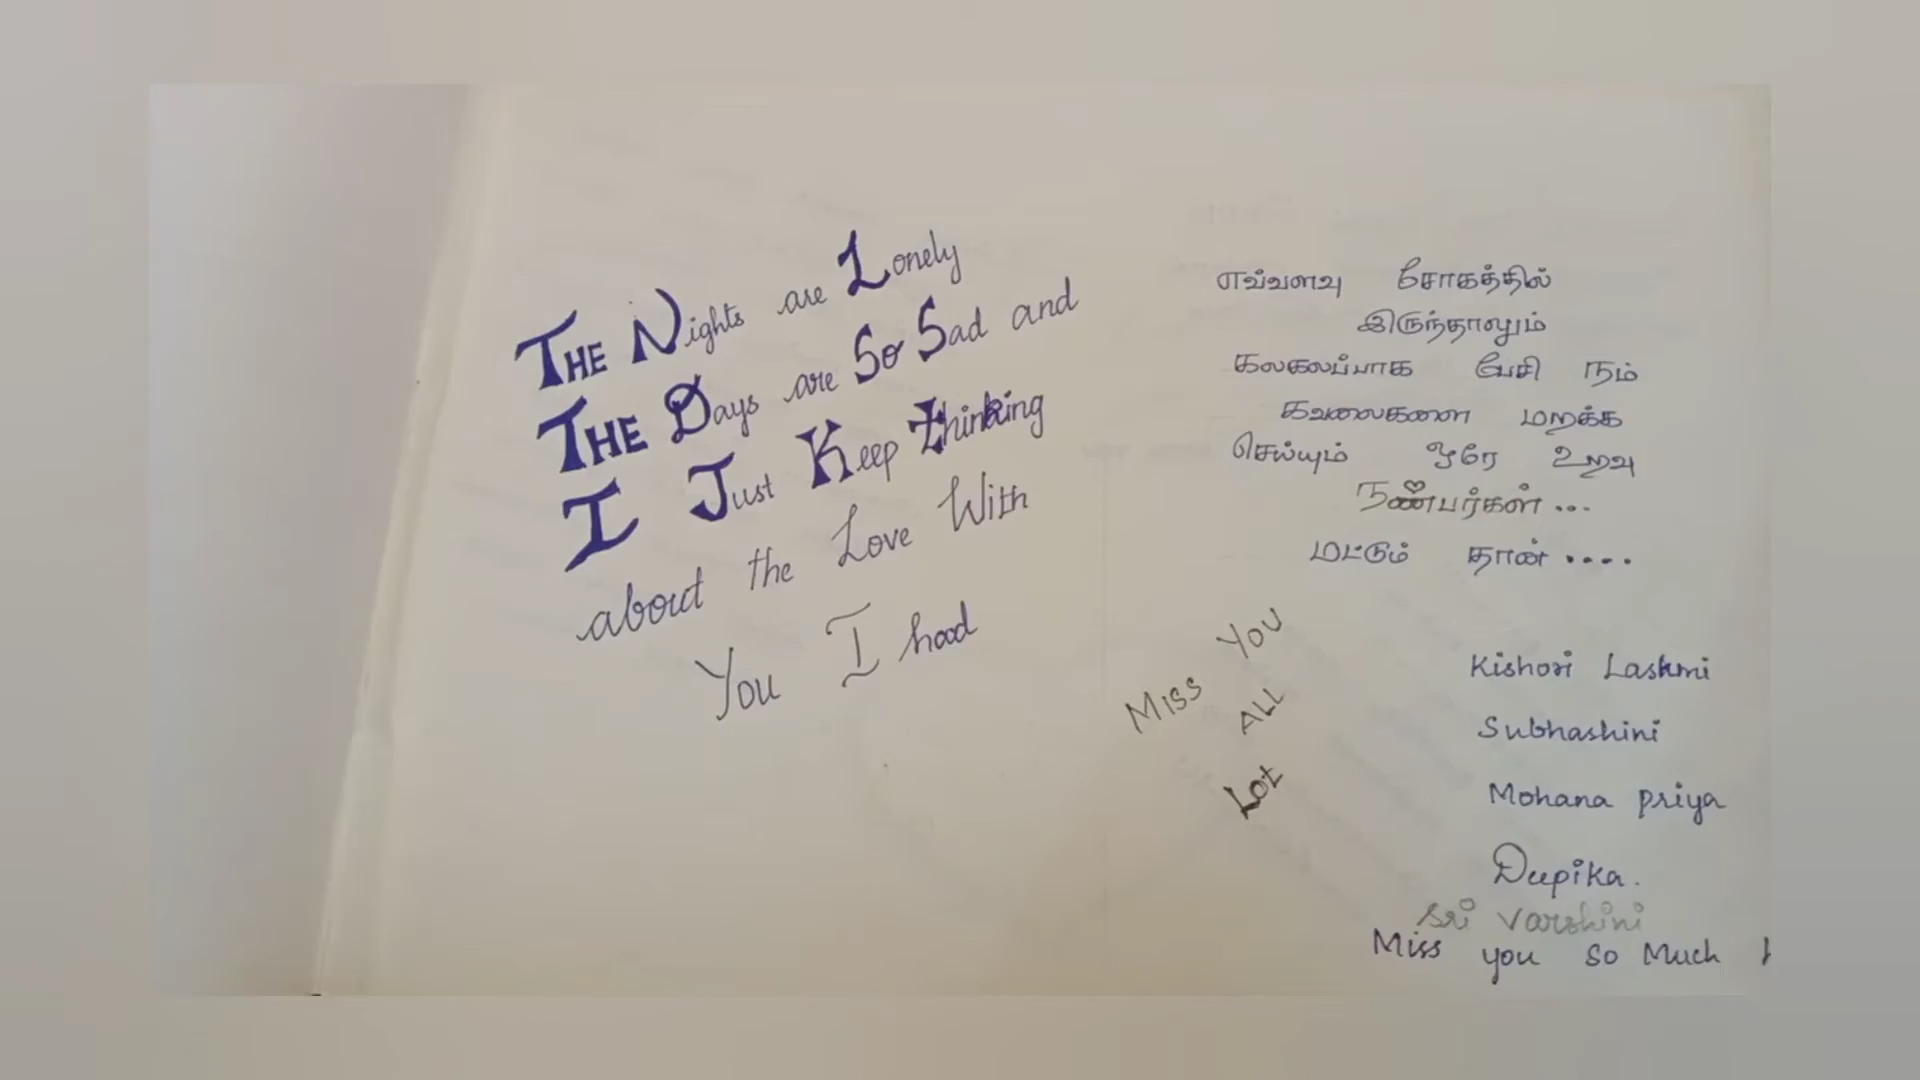 THE Nights are Lonely
THE Days are So Sad and
I Just Keep thinking
about the Love With
You I had
எவ்வளவு சோகத்தில்
இருந்தாலும்
கலகலப்பாக பேசி நம்
கவலைகளை மறக்க
செய்யும் ஒரே உறவு
நண்பர்கள்...
மட்டும் தான்....
Miss You
ALL
Lot
Kishori Laskmi
Subhashini
Mohana priya
Deepika.
Sri Varshini
Miss you so Much